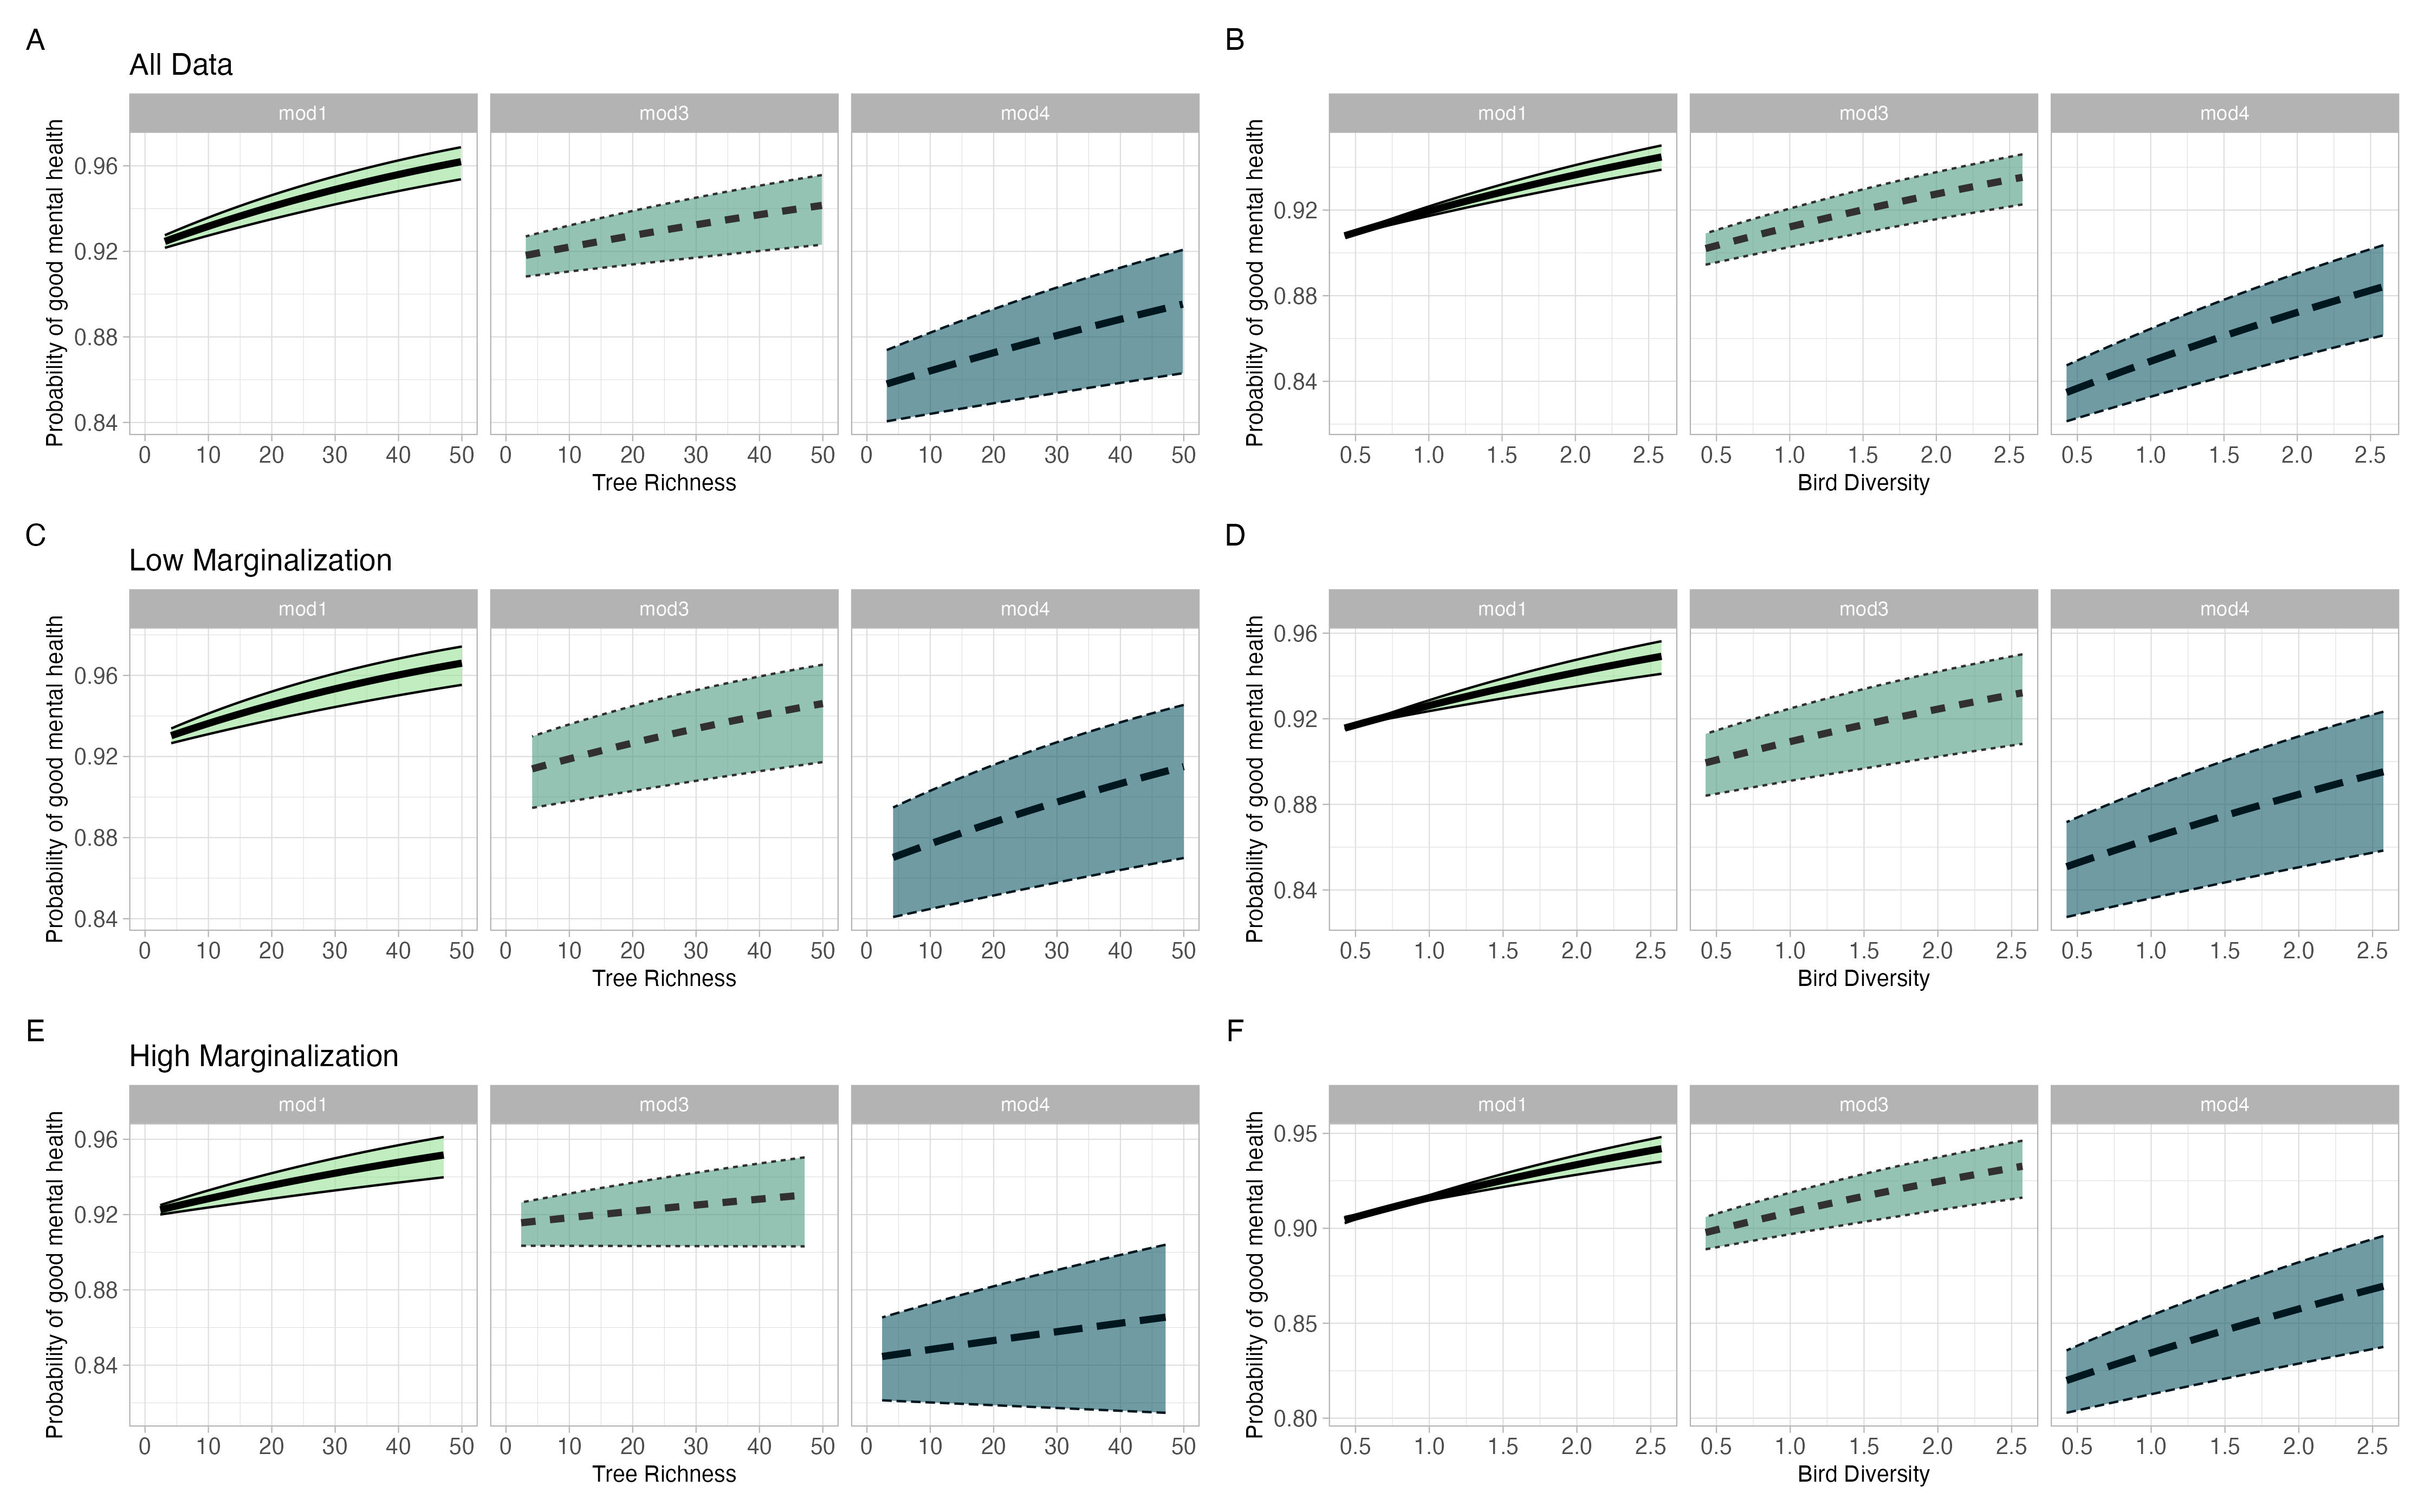 A
All Data
mod1 mod3 mod4
Probability of good mental health
0.96
0.92
0.88
0.84
0 10 20 30 40 50 0 10 20 30 40 50 0 10 20 30 40 50
Tree Richness
B
mod1 mod3 mod4
Probability of good mental health
0.92
0.88
0.84
0.5 1.0 1.5 2.0 2.5 0.5 1.0 1.5 2.0 2.5 0.5 1.0 1.5 2.0 2.5
Bird Diversity
C
Low Marginalization
mod1 mod3 mod4
Probability of good mental health
0.96
0.92
0.88
0.84
0 10 20 30 40 50 0 10 20 30 40 50 0 10 20 30 40 50
Tree Richness
D
mod1 mod3 mod4
Probability of good mental health
0.96
0.92
0.88
0.84
0.5 1.0 1.5 2.0 2.5 0.5 1.0 1.5 2.0 2.5 0.5 1.0 1.5 2.0 2.5
Bird Diversity
E
High Marginalization
mod1 mod3 mod4
Probability of good mental health
0.96
0.92
0.88
0.84
0 10 20 30 40 50 0 10 20 30 40 50 0 10 20 30 40 50
Tree Richness
F
mod1 mod3 mod4
Probability of good mental health
0.95
0.90
0.85
0.80
0.5 1.0 1.5 2.0 2.5 0.5 1.0 1.5 2.0 2.5 0.5 1.0 1.5 2.0 2.5
Bird Diversity